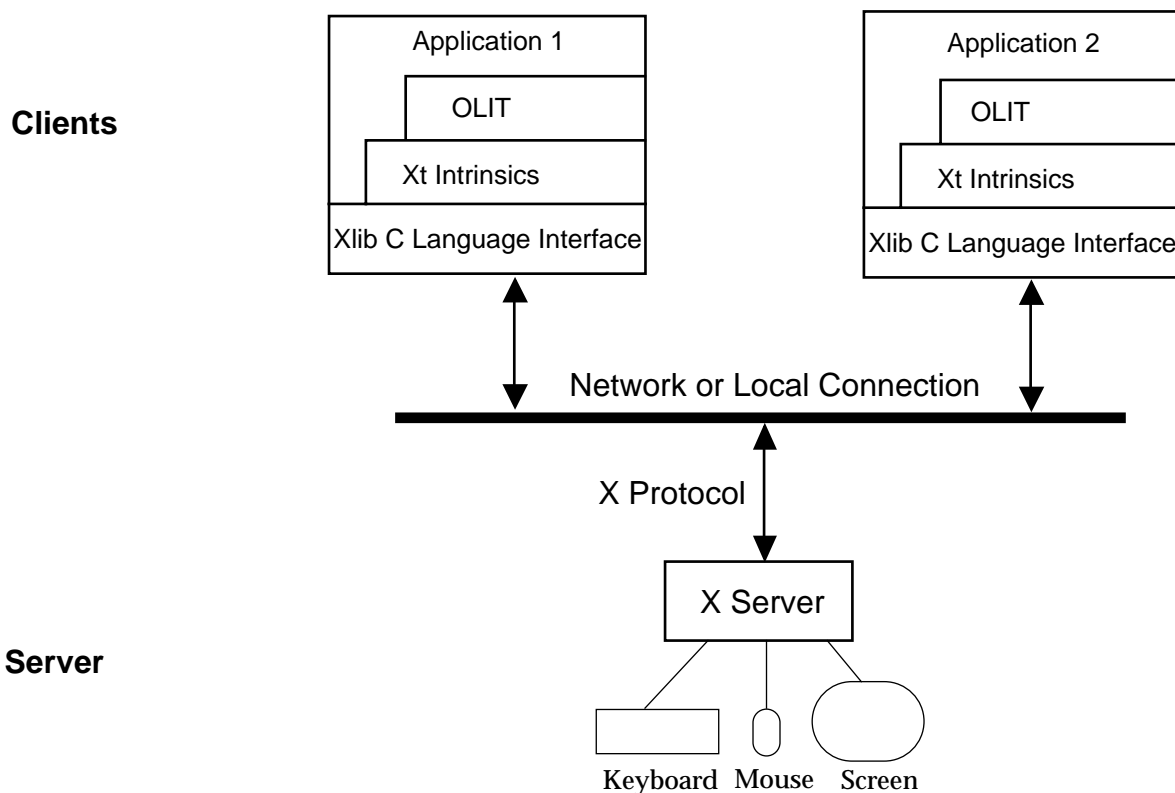 Application 1
Application 2
Clients
OLIT
OLIT
Xt Intrinsics
Xt Intrinsics
Xlib C Language Interface
Xlib C Language Interface
Network or Local Connection
X Protocol
X Server
Server
Keyboard
Mouse
Screen